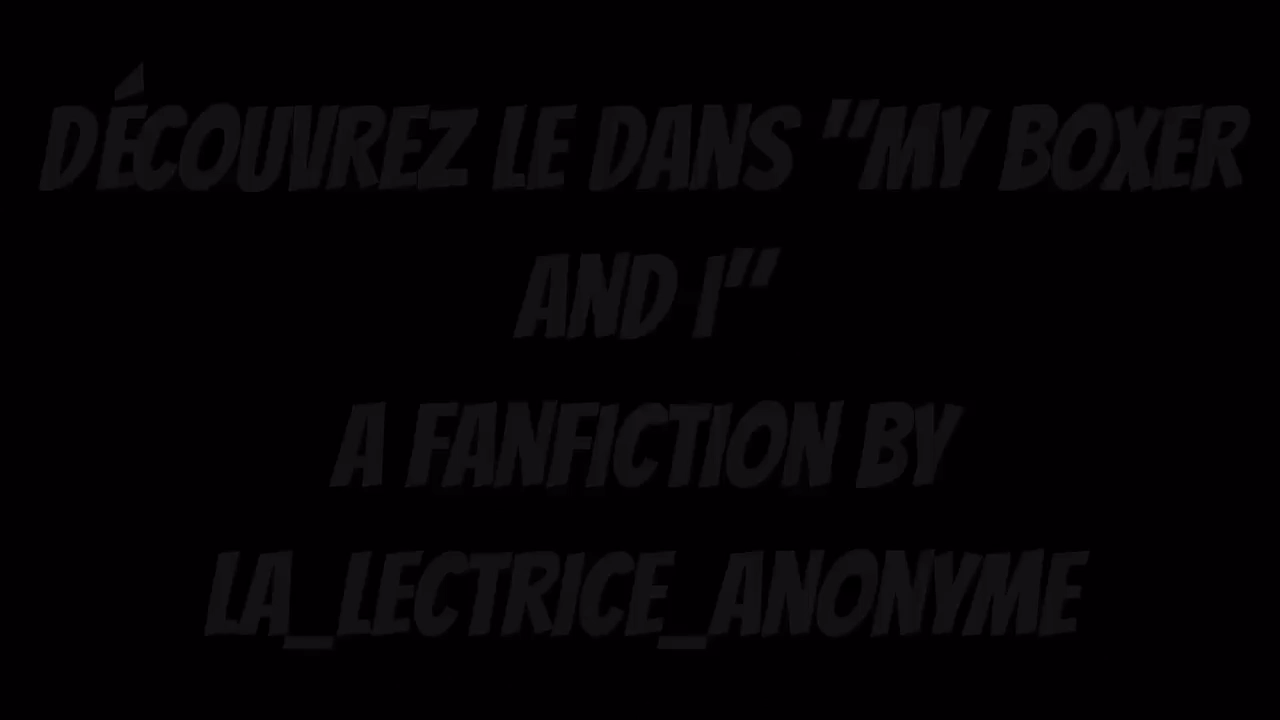 DÉCOUVREZ LE DANS "MY BOXER
AND I"
A FANFICTION BY
LA_LECTRICE_ANONYME